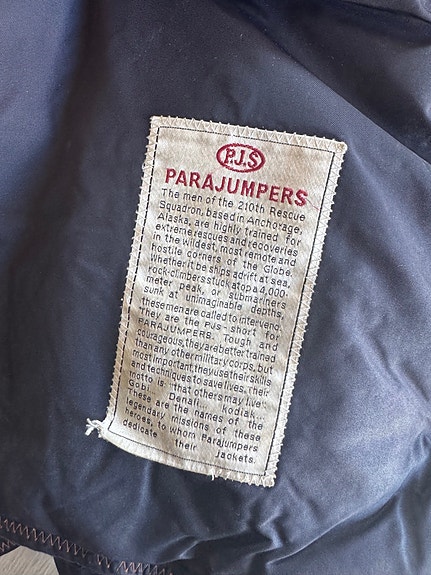 P.J.S
PARAJUMPERS
The men of the 210th Rescue
Squadron, based in Anchorage,
Alaska, are highly trained for
extreme rescues and recoveries
in the wildest, most remote and
hostile corners of the Globe.
Whether it be ships adrift at sea,
rock-climbers stuck atop a 4,000:
meter peak, or submariners
sunk at unimaginable depths,
these men are called to intervene.
They are the PJs - short for
PARAJUMPERS. Tough and
courageous, they are better trained
than any other military corps, but
most important, they use their skills
and techniques to save lives. Their
motto is: "that others may live"
Gobi... Denali... Kodiak...
These are the names of the
legendary missions of these
heroes, to whom Parajumpers
dedicate their Jackets.